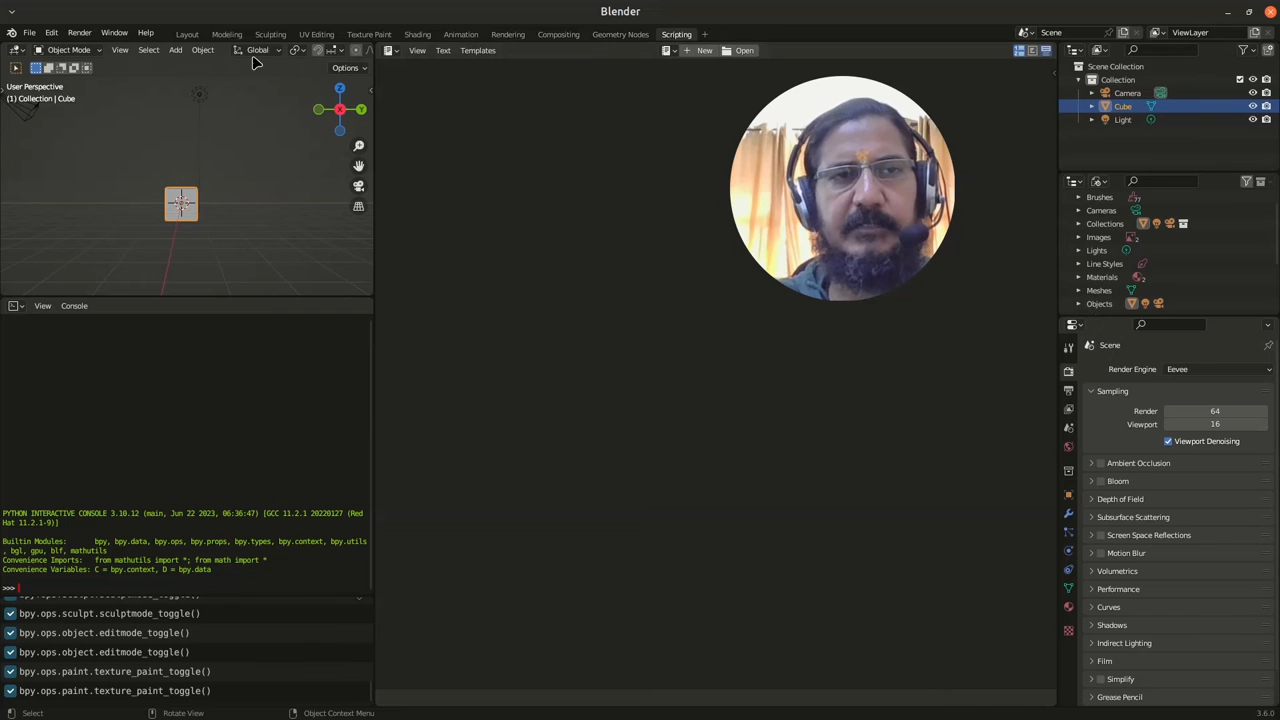 Blender
File Edit Render Window Help
Layout Modeling Sculpting UV Editing Texture Paint Shading Animation Rendering Compositing Geometry Nodes Scripting +
Scene
ViewLayer
Object Mode View Select Add Object Global
Options
User Perspective
(1) Collection | Cube
Z
Y
X
View Edit Text Templates
+ New Open
Scene Collection
Collection
Camera
Cube
Light
Brushes
77
Cameras
Collections
Images
2
Lights
Line Styles
Materials
2
Meshes
Objects
View Console
PYTHON INTERACTIVE CONSOLE 3.10.12 (main, Jun 22 2023, 06:36:47) [GCC 11.2.1 20220127 (Red
Hat 11.2.1-9)]
Builtin Modules: bpy, bpy.data, bpy.ops, bpy.props, bpy.types, bpy.context, bpy.utils
, bgl, gpu, blf, mathutils
Convenience Imports: from mathutils import *; from math import *
Convenience Variables: C = bpy.context, D = bpy.data
>>>
bpy.ops.sculpt.sculptmode_toggle()
bpy.ops.object.editmode_toggle()
bpy.ops.object.editmode_toggle()
bpy.ops.paint.texture_paint_toggle()
bpy.ops.paint.texture_paint_toggle()
Scene
Render Engine Eevee
Sampling
Render 64
Viewport 16
Viewport Denoising
Ambient Occlusion
Bloom
Depth of Field
Subsurface Scattering
Screen Space Reflections
Motion Blur
Volumetrics
Performance
Curves
Shadows
Indirect Lighting
Film
Simplify
Grease Pencil
Select Rotate View Object Context Menu
3.6.0